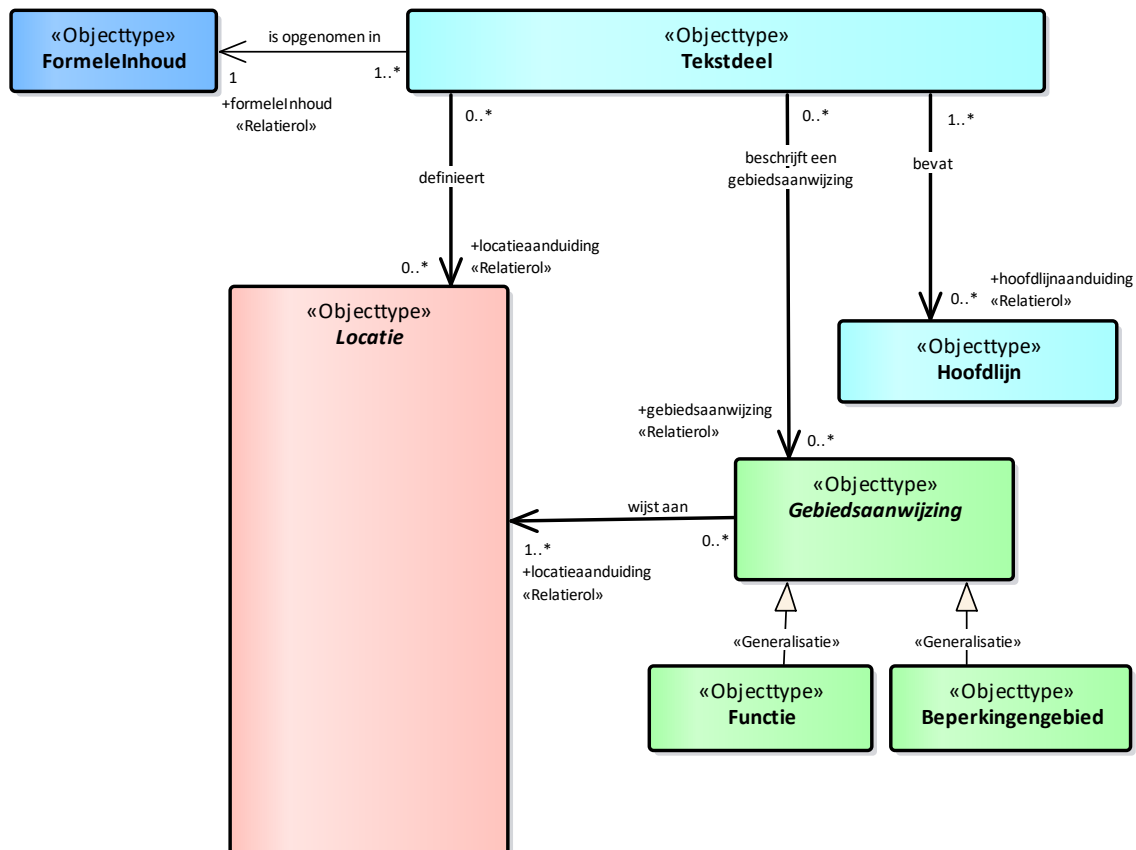 «Objecttype»
FormeleInhoud
is opgenomen in
1
1..*
+formeleInhoud
«Relatierol»
«Objecttype»
Tekstdeel
0..*
0..*
1..*
definieert
beschrijft een
gebiedsaanwijzing
bevat
+locatieaanduiding
«Relatierol»
0..*
+hoofdlijnaanduiding
«Relatierol»
0..*
«Objecttype»
Locatie
«Objecttype»
Hoofdlijn
+gebiedsaanwijzing
«Relatierol»
0..*
«Objecttype»
Gebiedsaanwijzing
wijst aan
1..*
0..*
+locatieaanduiding
«Relatierol»
«Generalisatie»
«Generalisatie»
«Objecttype»
Functie
«Objecttype»
Beperkingengebied